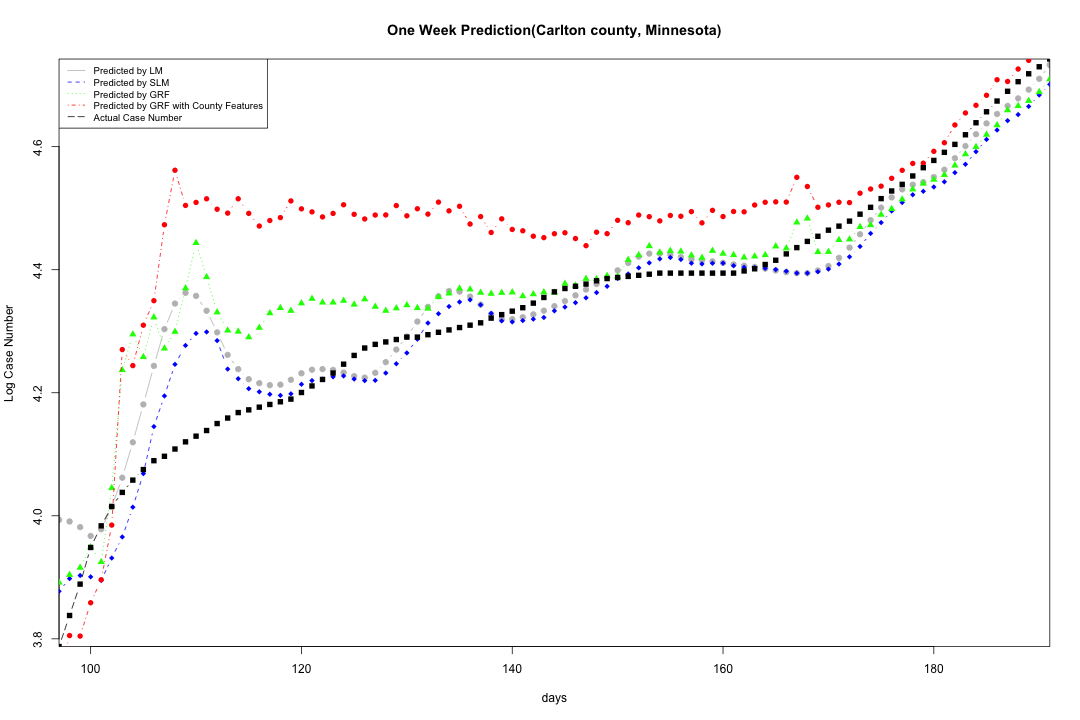 One Week Prediction(Carlton county, Minnesota)
Predicted by LM
Predicted by SLM
Predicted by GRF
Predicted by GRF with County Features
Actual Case Number
Log Case Number
4.6
4.4
4.2
4.0
3.8
100 120 140 160 180
days